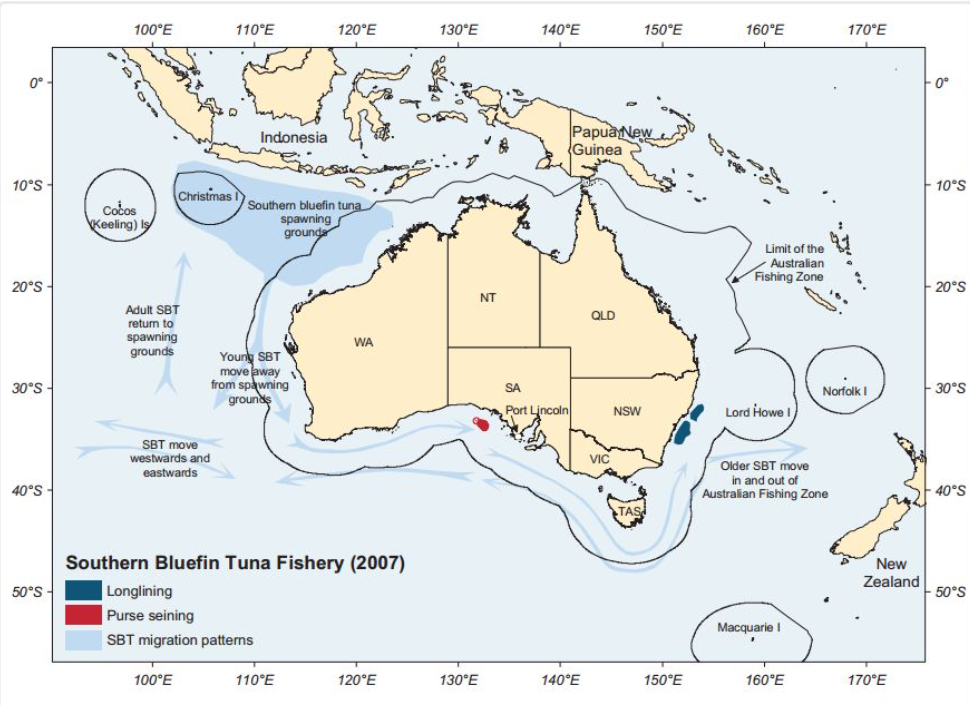 100°E 110°E 120°E 130°E 140°E 150°E 160°E 170°E
0° 0°
Indonesia
Papua New
Guinea
10°S 10°S
Christmas I
Cocos
(Keeling) Is
Southern bluefin tuna
spawning
grounds
Limit of the
Australian
Fishing Zone
20°S 20°S
NT
QLD
WA
Adult SBT
return to
spawning
grounds
Young SBT
move away
from spawning
grounds
30°S 30°S
SA
Port Lincoln
NSW
Lord Howe I
Norfolk I
SBT move
westwards and
eastwards
VIC
Older SBT move
in and out of
Australian Fishing Zone
40°S 40°S
TAS
Southern Bluefin Tuna Fishery (2007)
Longlining
Purse seining
SBT migration patterns
New
Zealand
50°S 50°S
Macquarie I
100°E 110°E 120°E 130°E 140°E 150°E 160°E 170°E